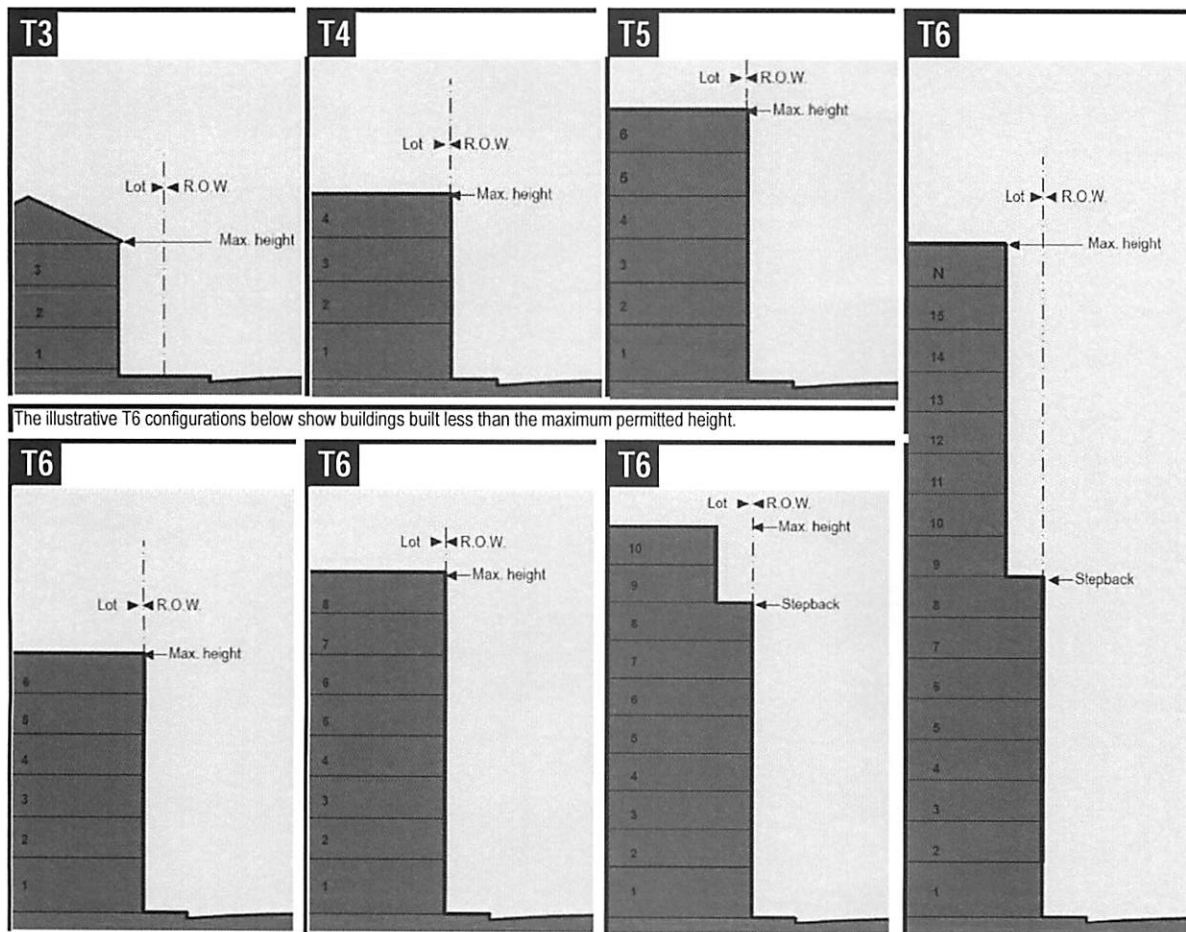 T3
Lot R.O.W.
Max. height
3
2
1
T4
Lot R.O.W.
Max. height
4
3
2
1
T5
Lot R.O.W.
Max. height
6
5
4
3
2
1
T6
Lot R.O.W.
Max. height
N
15
14
13
12
11
10
9
Stepback
8
7
6
5
4
3
2
1
The illustrative T6 configurations below show buildings built less than the maximum permitted height.
T6
Lot R.O.W.
Max. height
6
5
4
3
2
1
T6
Lot R.O.W.
Max. height
8
7
6
5
4
3
2
1
T6
Lot R.O.W.
Max. height
10
9
Stepback
8
7
6
5
4
3
2
1